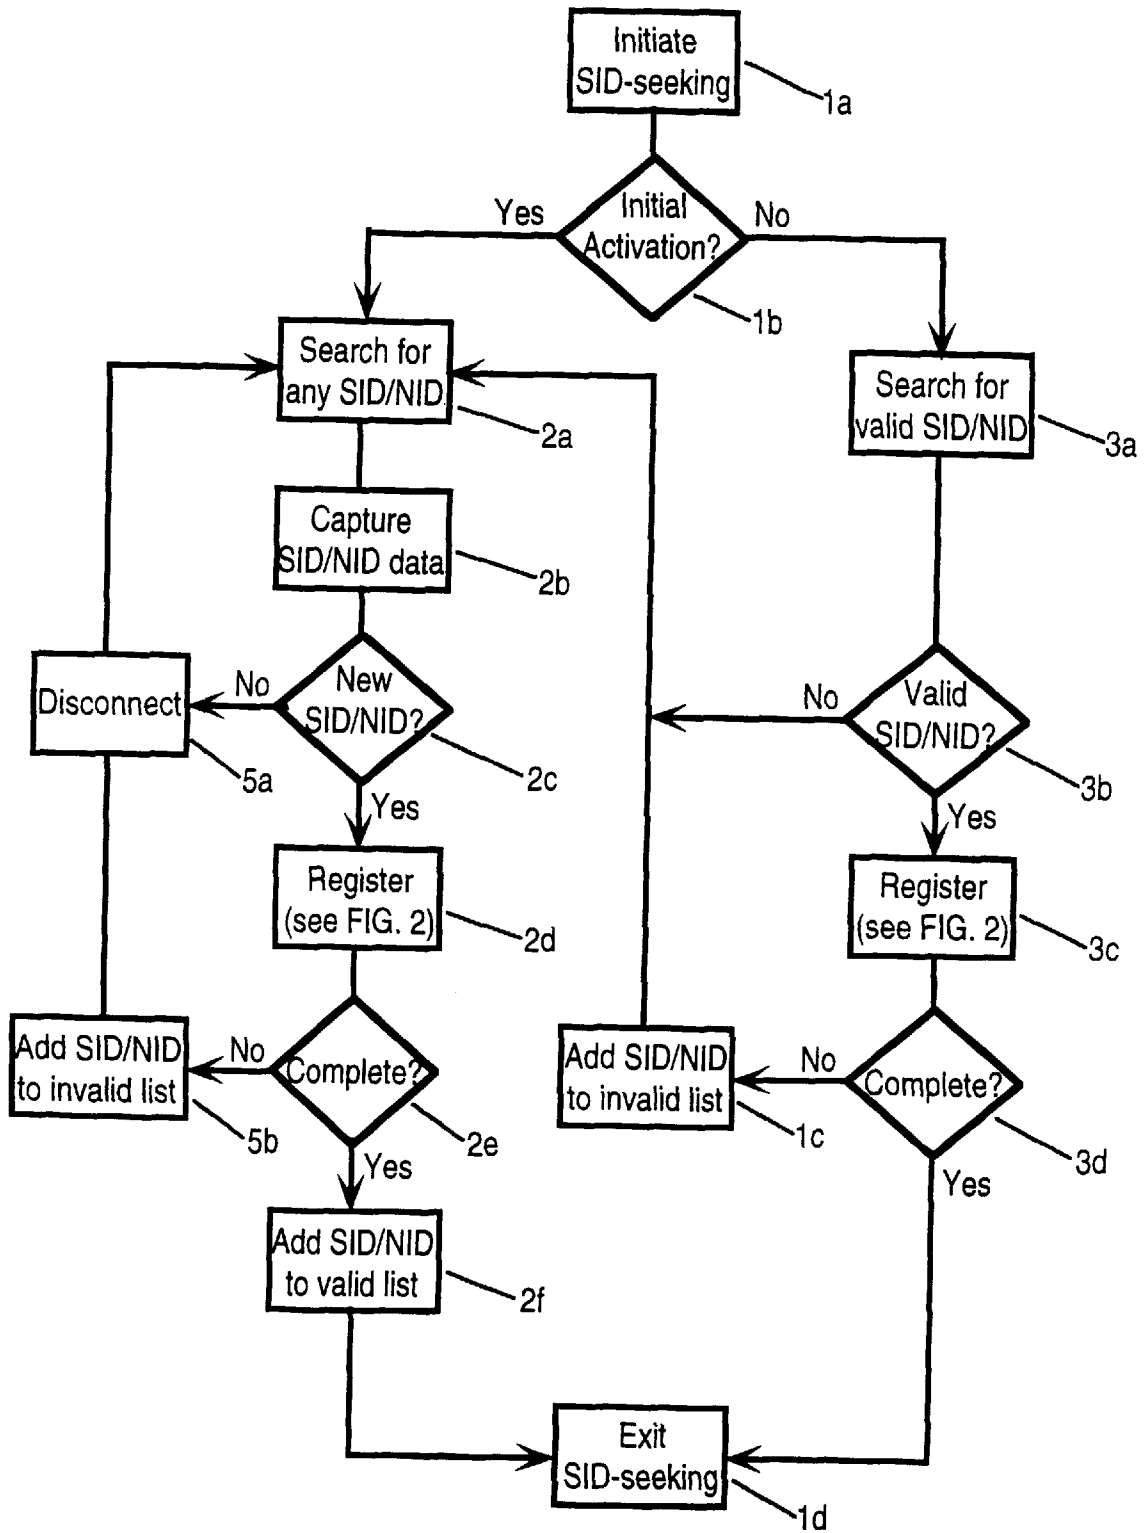 Initiate
SID-seeking
1a
Initial
Activation?
Yes
No
1b
Search for
any SID/NID
2a
Search for
valid SID/NID
3a
Capture
SID/NID data
2b
New
SID/NID?
No
2c
Yes
Disconnect
5a
Valid
SID/NID?
No
3b
Yes
Register
(see FIG. 2)
2d
Register
(see FIG. 2)
3c
Complete?
No
2e
Yes
Add SID/NID
to invalid list
5b
Add SID/NID
to invalid list
1c
No
Complete?
3d
Yes
Add SID/NID
to valid list
2f
Exit
SID-seeking
1d